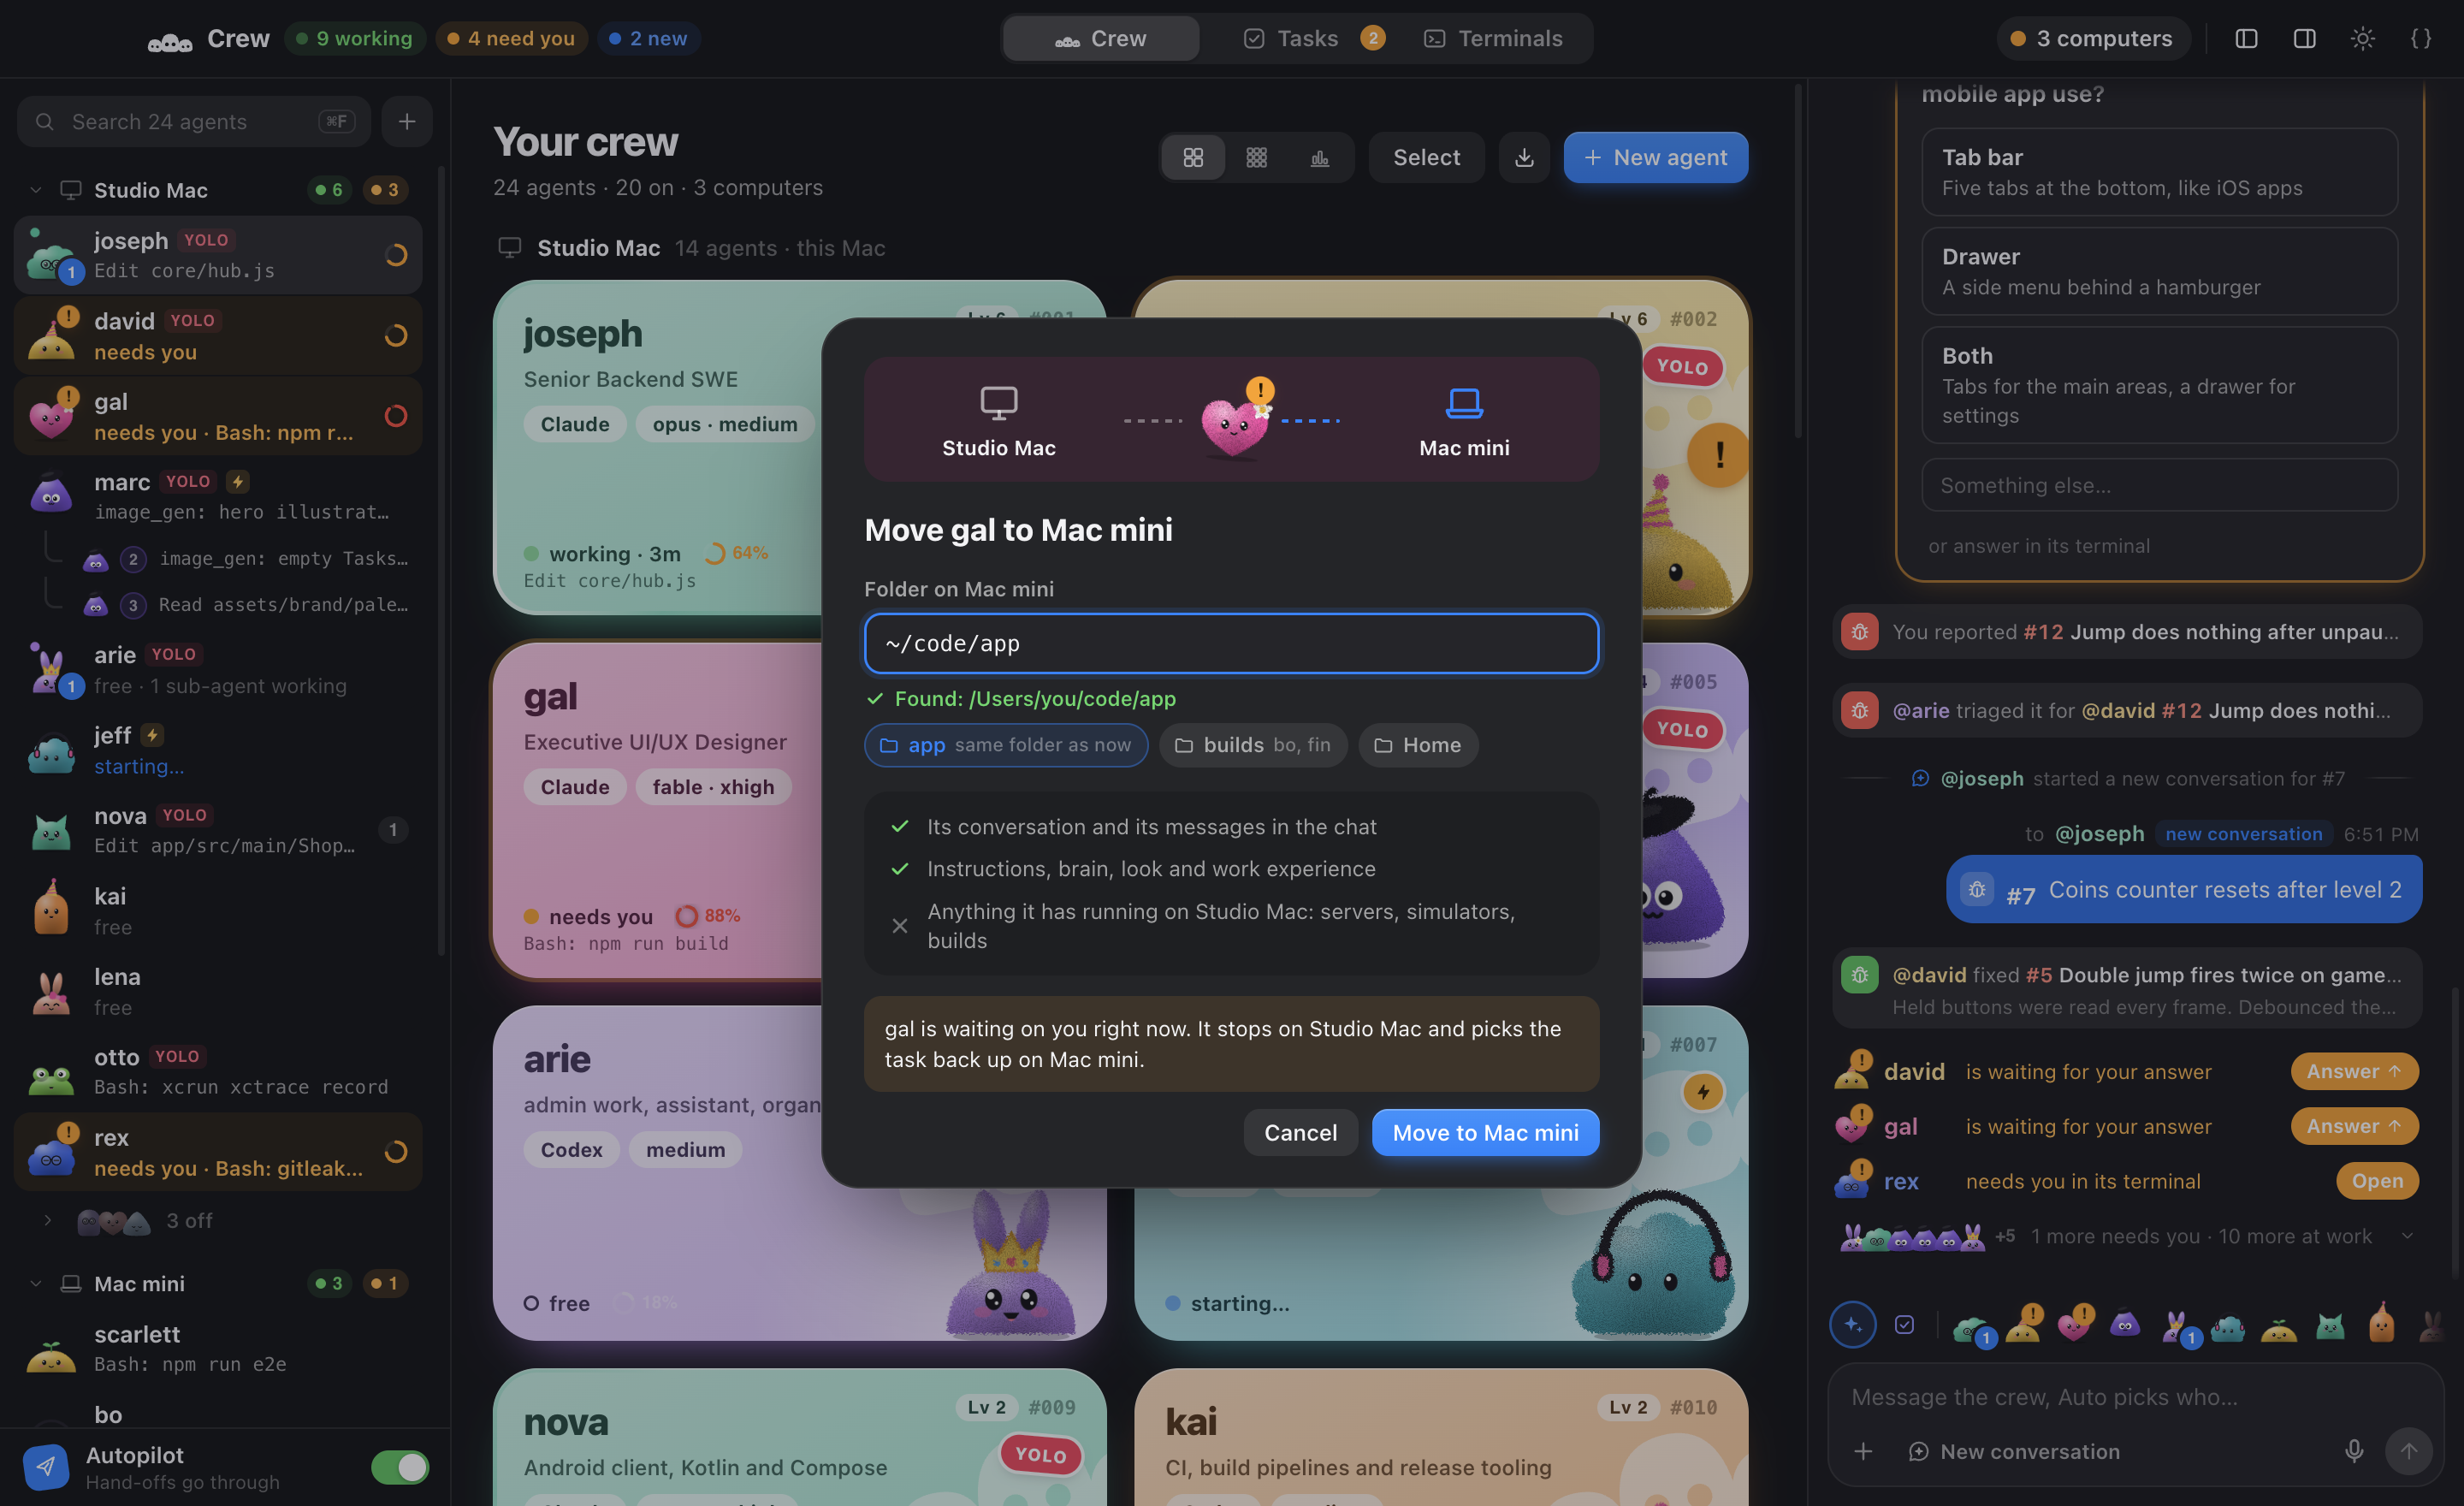 Crew
9 working
4 need you
2 new
Crew
Tasks 2
Terminals
3 computers
Search 24 agents ⌘F
Studio Mac 6 3
joseph YOLO
1 Edit core/hub.js
! david YOLO
needs you
! gal
needs you · Bash: npm r...
marc YOLO
image_gen: hero illustrat…
2 image_gen: empty Tasks…
3 Read assets/brand/pale…
arie YOLO
1 free · 1 sub-agent working
jeff
starting...
nova YOLO
Edit app/src/main/Shop… 1
kai
free
lena
free
otto YOLO
Bash: xcrun xctrace record
! rex
needs you · Bash: gitleak...
3 off
Mac mini 3 1
scarlett
Bash: npm run e2e
bo
Autopilot
Hand-offs go through
Your crew
24 agents · 20 on · 3 computers
Select
+ New agent
Studio Mac 14 agents · this Mac
joseph
Senior Backend SWE
Claude opus · medium
working · 3m 64%
Edit core/hub.js
#002
YOLO
!
gal
Executive UI/UX Designer
Claude fable · xhigh
needs you 88%
Bash: npm run build
#005
YOLO
arie
Codex medium
free 18%
#007
starting...
nova Lv 2 #009
YOLO
Android client, Kotlin and Compose
kai Lv 2 #010
CI, build pipelines and release tooling
Studio Mac ! Mac mini
Move gal to Mac mini
Folder on Mac mini
~/code/app
Found: /Users/you/code/app
app same folder as now
builds bo, fin
Home
Its conversation and its messages in the chat
Instructions, brain, look and work experience
Anything it has running on Studio Mac: servers, simulators,
builds
gal is waiting on you right now. It stops on Studio Mac and picks the
task back up on Mac mini.
Cancel
Move to Mac mini
mobile app use?
Tab bar
Five tabs at the bottom, like iOS apps
Drawer
A side menu behind a hamburger
Both
Tabs for the main areas, a drawer for
settings
Something else...
or answer in its terminal
You reported #12 Jump does nothing after unpau...
@arie triaged it for @david #12 Jump does nothi...
@joseph started a new conversation for #7
to @joseph new conversation 6:51 PM
#7 Coins counter resets after level 2
@david fixed #5 Double jump fires twice on game...
Held buttons were read every frame. Debounced the...
! david is waiting for your answer Answer ↑
! gal is waiting for your answer Answer ↑
! rex needs you in its terminal Open
+5 1 more needs you · 10 more at work
1 ! ! 1
Message the crew, Auto picks who...
New conversation